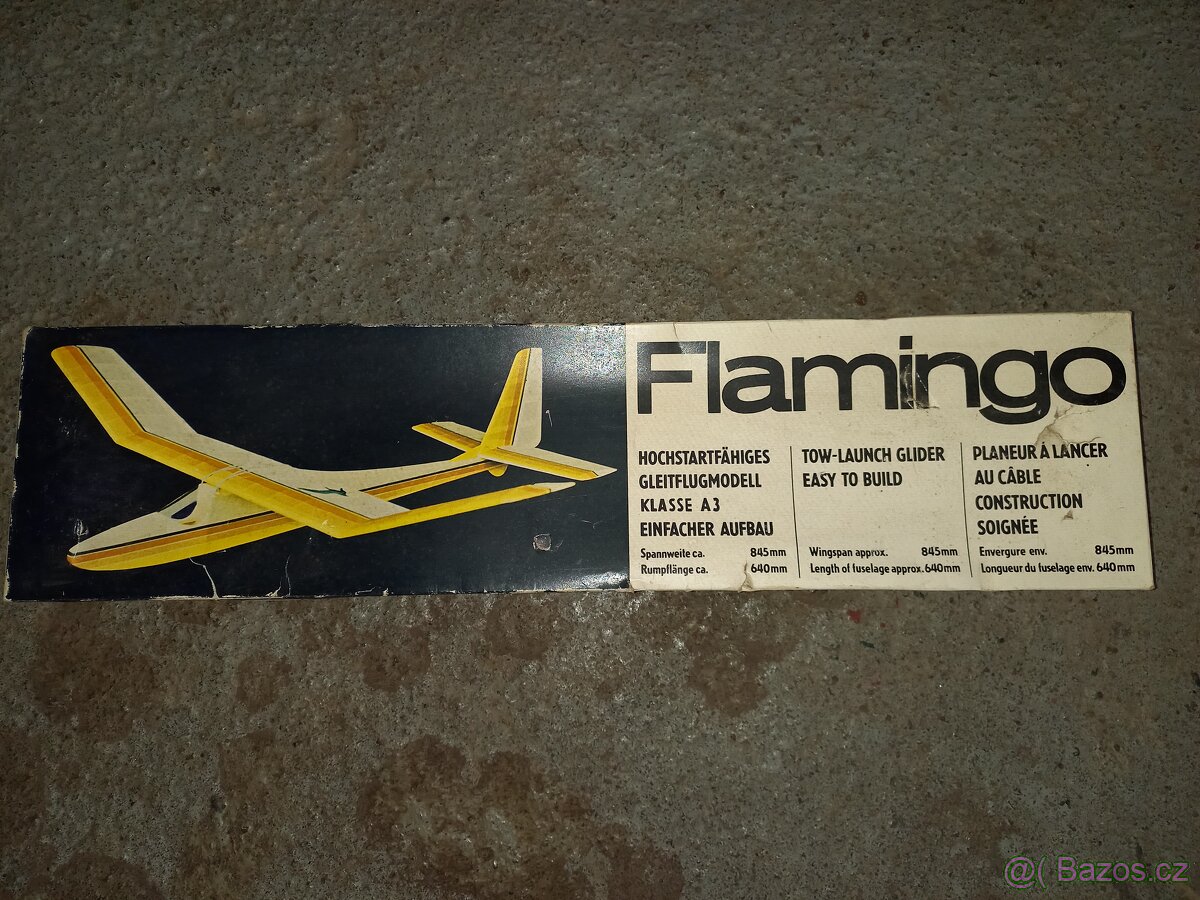 Flamingo
HOCHSTARTFÄHIGES
GLEITFLUGMODELL
KLASSE A3
EINFACHER AUFBAU
Spannweite ca. 845mm
Rumpflänge ca. 640mm
TOW-LAUNCH GLIDER
EASY TO BUILD
Wingspan approx. 845mm
Length of fuselage approx. 640mm
PLANEUR À LANCER
AU CÂBLE
CONSTRUCTION
SOIGNÉE
Envergure env. 845mm
Longueur du fuselage env. 640mm
@( Bazos.cz